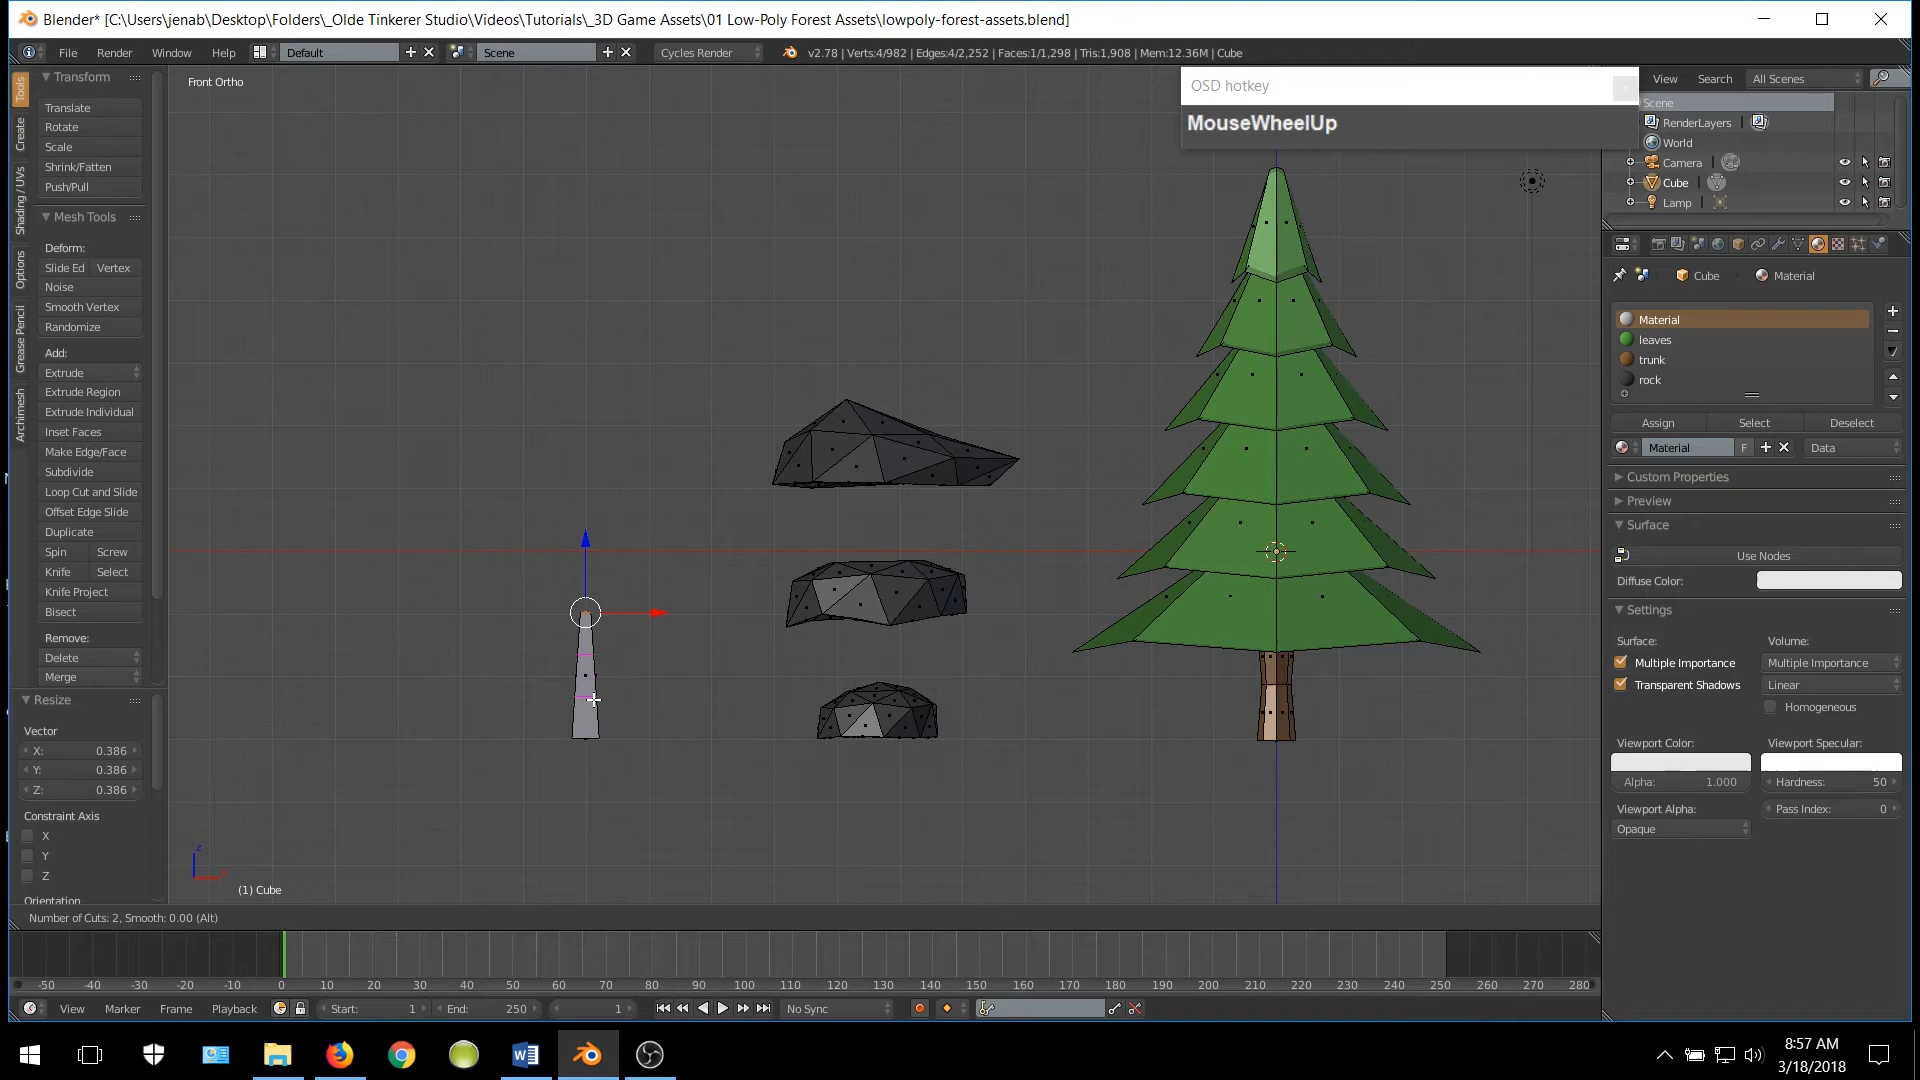 Blender* [C:\Users\jenab\Desktop\Folders\_Olde Tinkerer Studio\Videos\Tutorials\_3D Game Assets\01 Low-Poly Forest Assets\lowpoly-forest-assets.blend]
File Render Window Help Default Scene Cycles Render v2.78 | Verts:4/982 | Edges:4/2,252 | Faces:1/1,298 | Tris:1,908 | Mem:12.36M | Cube
Tools
Create
Shading / UVs
Options
Grease Pencil
Archimesh
Transform
Translate
Rotate
Scale
Shrink/Fatten
Push/Pull
Mesh Tools
Deform:
Slide Ed Vertex
Noise
Smooth Vertex
Randomize
Add:
Extrude
Extrude Region
Extrude Individual
Inset Faces
Make Edge/Face
Subdivide
Loop Cut and Slide
Offset Edge Slide
Duplicate
Spin Screw
Knife Select
Knife Project
Bisect
Remove:
Delete
Merge
Resize
Vector
X: 0.386
Y: 0.386
Z: 0.386
Constraint Axis
X
Y
Z
Orientation
Front Ortho
OSD hotkey
MouseWheelUp
z
(1) Cube
Number of Cuts: 2, Smooth: 0.00 (Alt)
View Search All Scenes
Scene
RenderLayers
World
Camera
Cube
Lamp
Cube Material
Material
leaves
trunk
rock
Assign Select Deselect
Material F Data
Custom Properties
Preview
Surface
Use Nodes
Diffuse Color:
Settings
Surface: Volume:
Multiple Importance Multiple Importance
Transparent Shadows Linear
Homogeneous
Viewport Color: Viewport Specular:
Alpha: 1.000 Hardness: 50
Viewport Alpha: Pass Index: 0
Opaque
-50 -40 -30 -20 -10 0 10 20 30 40 50 60 70 80 90 100 110 120 130 140 150 160 170 180 190 200 210 220 230 240 250 260 270 280
View Marker Frame Playback Start: 1 End: 250 1 No Sync
8:57 AM
3/18/2018